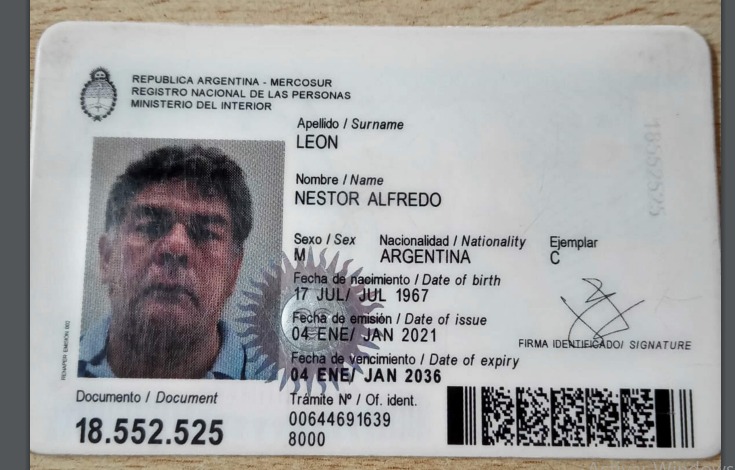 REPUBLICA ARGENTINA - MERCOSUR
REGISTRO NACIONAL DE LAS PERSONAS
MINISTERIO DEL INTERIOR
Apellido / Surname
LEON
Nombre / Name
NESTOR ALFREDO
Sexo / Sex Nacionalidad / Nationality Ejemplar
M ARGENTINA C
Fecha de nacimiento / Date of birth
17 JUL/ JUL 1967
Fecha de emisión / Date of issue
04 ENE/ JAN 2021
FIRMA IDENTIFICADO/ SIGNATURE
Fecha de vencimiento / Date of expiry
04 ENE/ JAN 2036
Documento / Document
18.552.525
Trámite Nº / Of. ident.
00644691639
8000